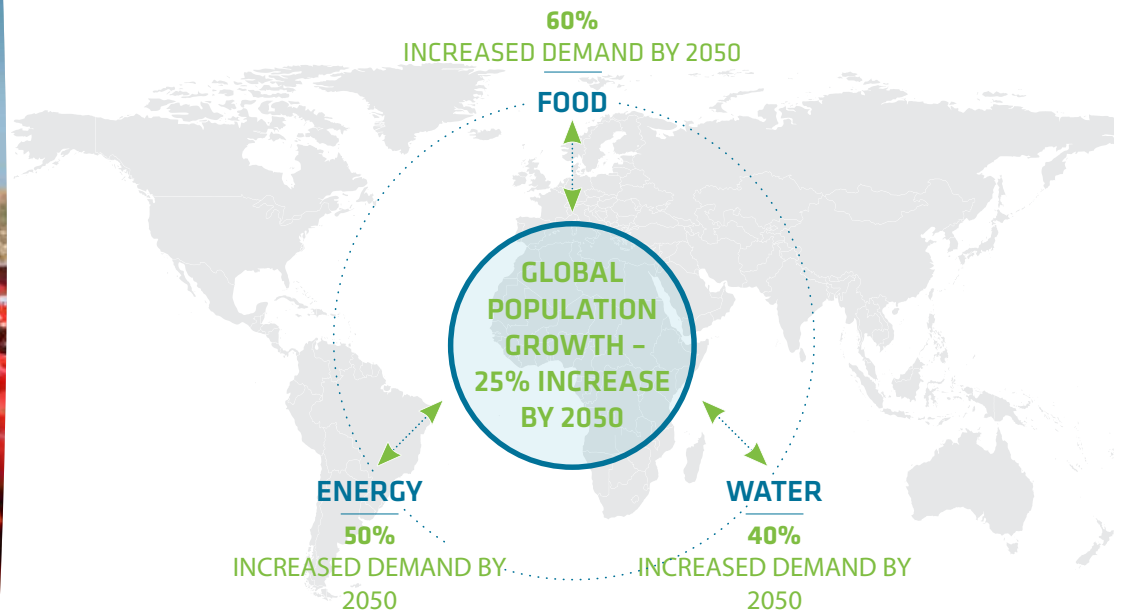 60%
INCREASED DEMAND BY 2050
FOOD
GLOBAL
POPULATION
GROWTH –
25% INCREASE
BY 2050
ENERGY
50%
INCREASED DEMAND BY
2050
WATER
40%
INCREASED DEMAND BY
2050